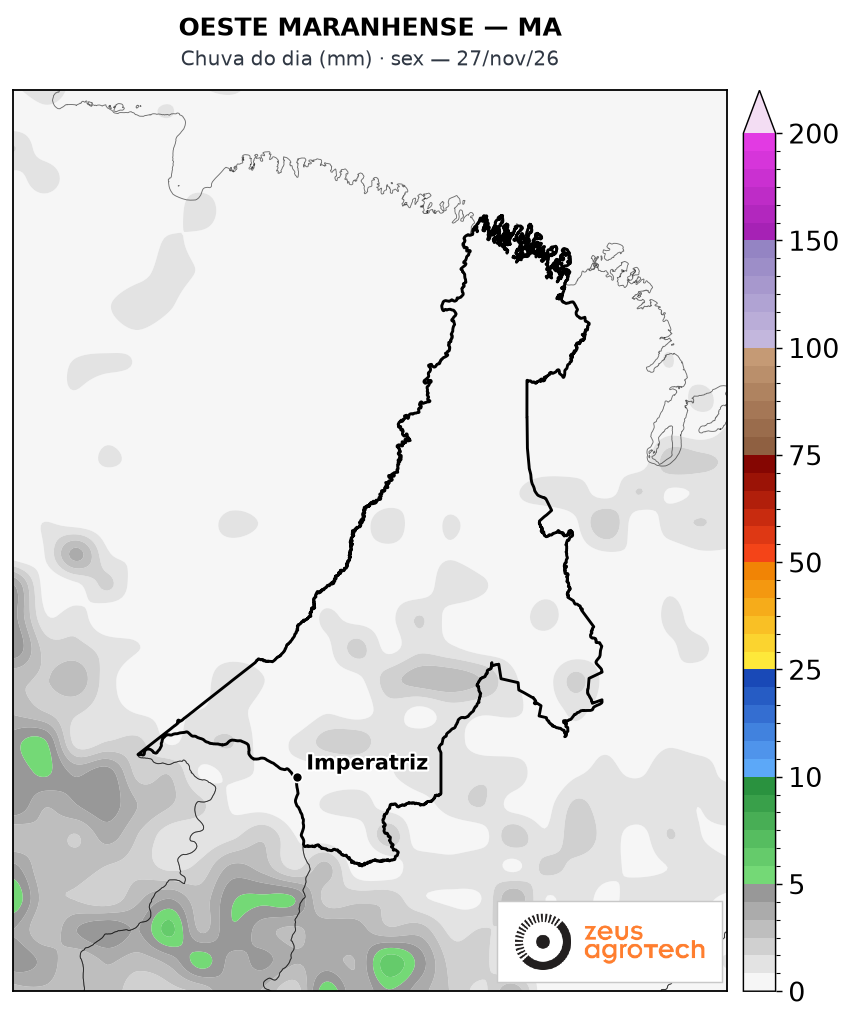 OESTE MARANHENSE — MA
Chuva do dia (mm) · sex — 27/nov/26
200
150
100
75
50
25
10
5
0
Imperatriz
zeus
agrotech